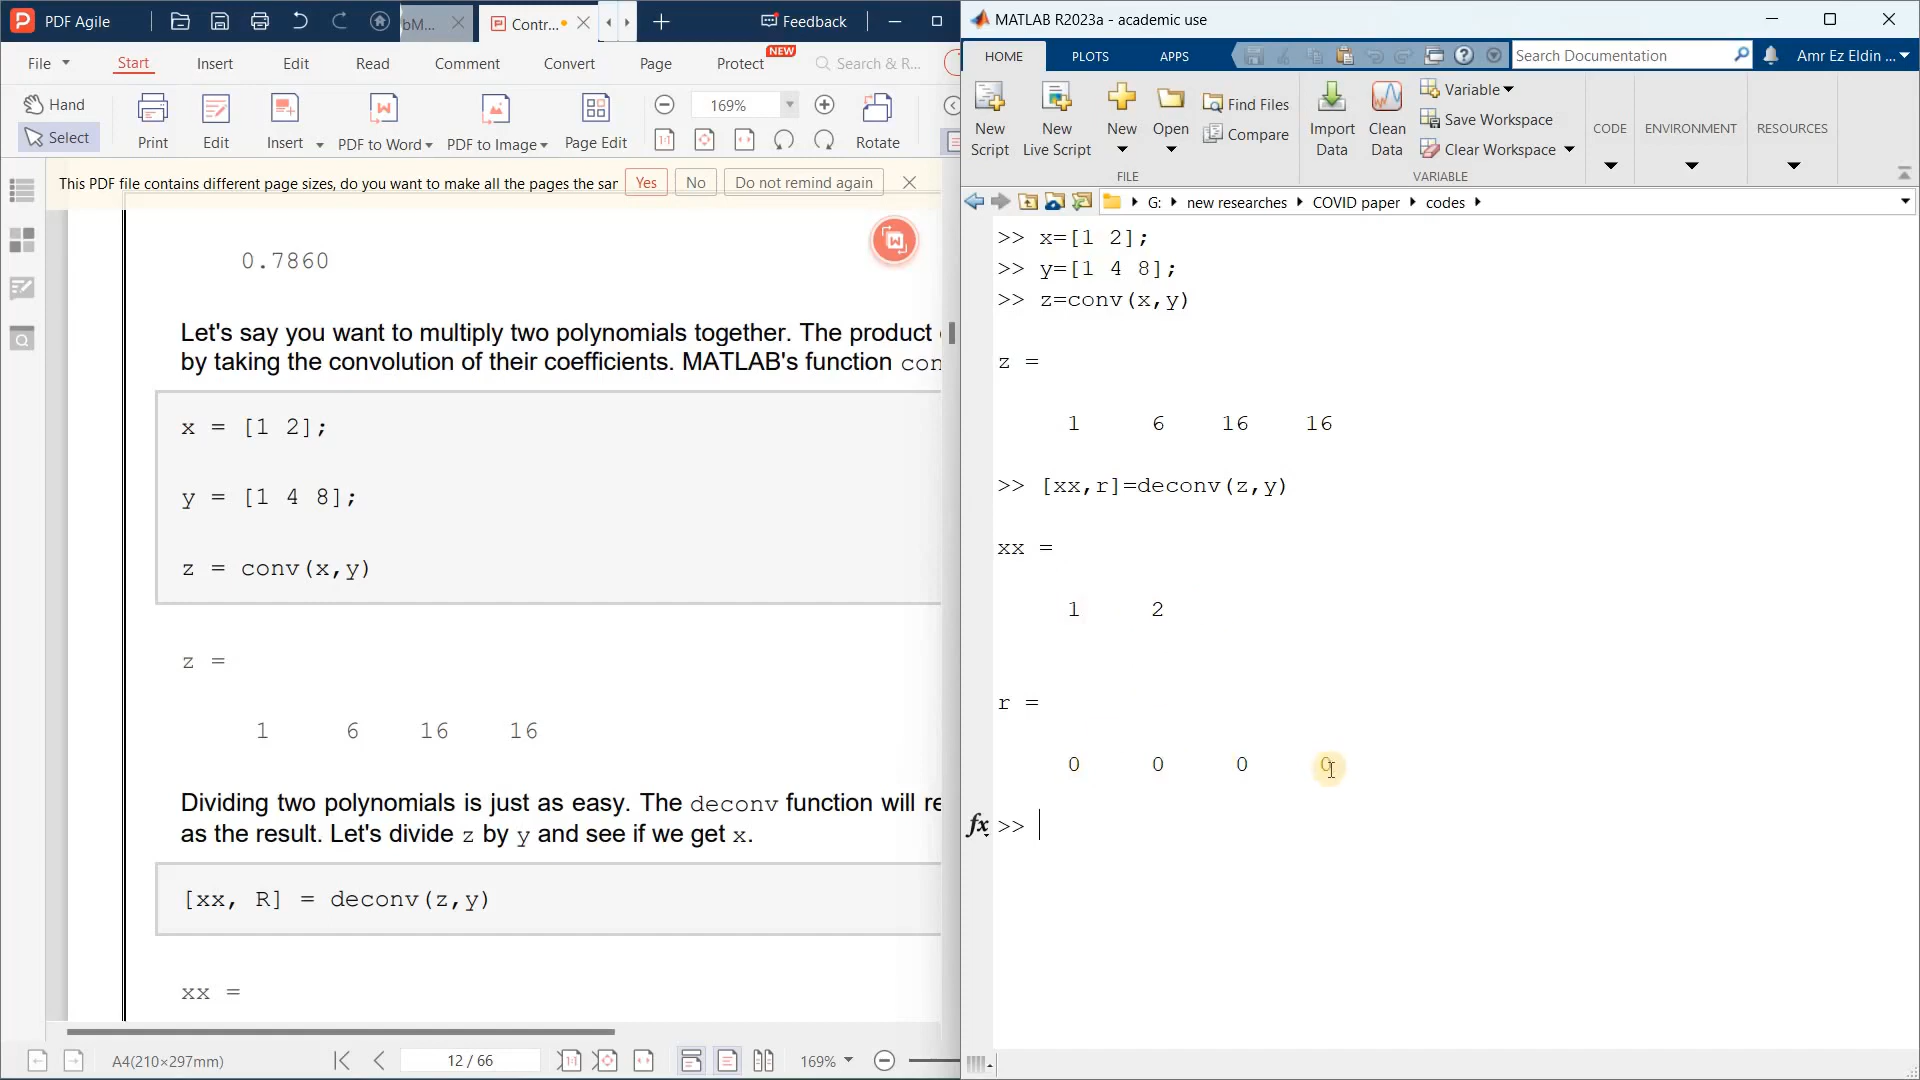 PDF Agile
bM...
Contr...
Feedback
File
Start
Insert
Edit
Read
Comment
Convert
Page
Protect
NEW
Search & R...
Hand
Select
Print
Edit
Insert
PDF to Word
PDF to Image
Page Edit
169%
Rotate
This PDF file contains different page sizes, do you want to make all the pages the sar
Yes
No
Do not remind again
0.7860
Let's say you want to multiply two polynomials together. The product
by taking the convolution of their coefficients. MATLAB's function con
x = [1 2];
y = [1 4 8];
z = conv(x,y)
z =
1 6 16 16
Dividing two polynomials is just as easy. The deconv function will re
as the result. Let's divide z by y and see if we get x.
[xx, R] = deconv(z,y)
xx =
A4(210×297mm)
12 / 66
1:1
169%
MATLAB R2023a - academic use
HOME
PLOTS
APPS
Search Documentation
Amr Ez Eldin ...
New
Script
New
Live Script
New
Open
Find Files
Compare
Import
Data
Clean
Data
Variable
Save Workspace
Clear Workspace
CODE
ENVIRONMENT
RESOURCES
FILE
VARIABLE
G:
new researches
COVID paper
codes
>> x=[1 2];
>> y=[1 4 8];
>> z=conv(x,y)
z =
1 6 16 16
>> [xx,r]=deconv(z,y)
xx =
1 2
r =
0 0 0 0
fx >>